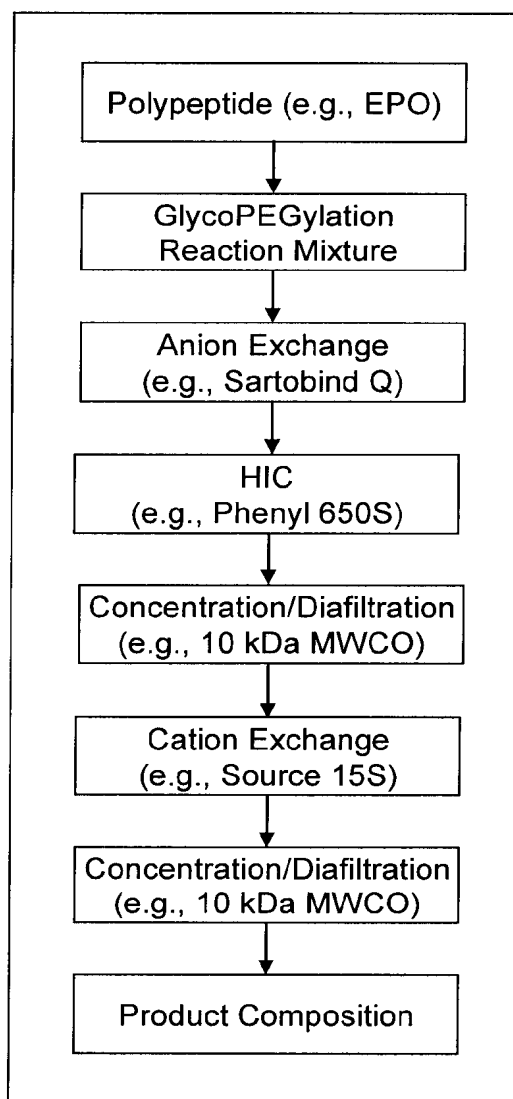 Polypeptide (e.g., EPO)
GlycoPEGylation
Reaction Mixture
Anion Exchange
(e.g., Sartobind Q)
HIC
(e.g., Phenyl 650S)
Concentration/Diafiltration
(e.g., 10 kDa MWCO)
Cation Exchange
(e.g., Source 15S)
Concentration/Diafiltration
(e.g., 10 kDa MWCO)
Product Composition